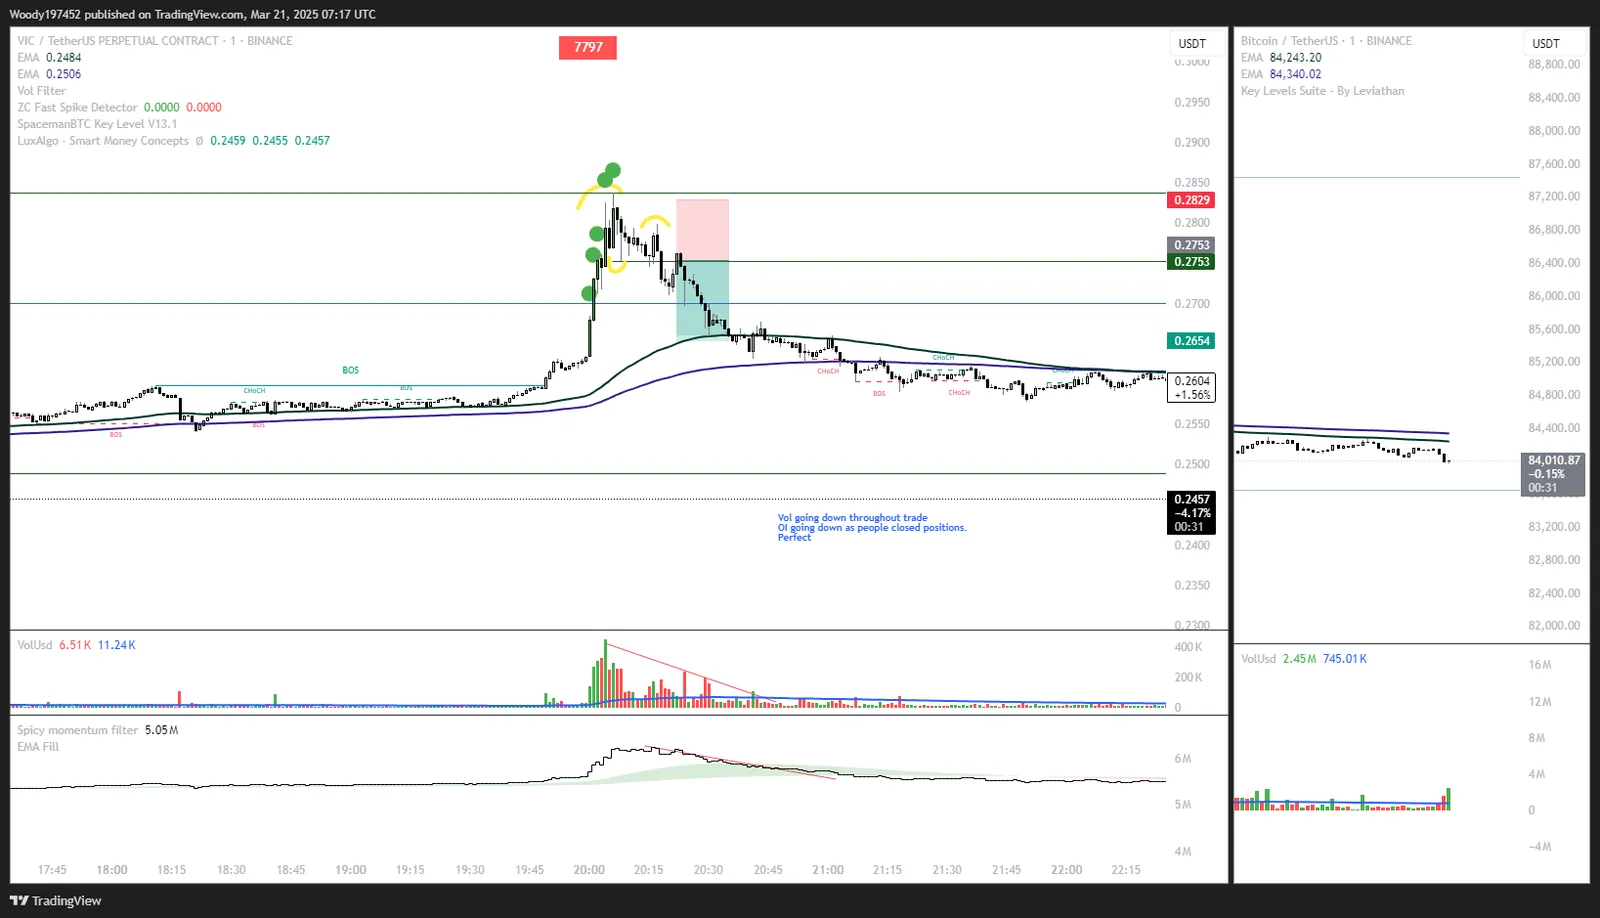 Woody197452 published on TradingView.com, Mar 21, 2025 07:17 UTC
VIC / TetherUS PERPETUAL CONTRACT · 1 · BINANCE
EMA 0.2484
EMA 0.2506
Vol Filter
ZC Fast Spike Detector 0.0000 0.0000
SpacemanBTC Key Level V13.1
LuxAlgo - Smart Money Concepts Ø 0.2459 0.2455 0.2457
7797
USDT
0.3000
0.2950
0.2900
0.2850
0.2829
0.2800
0.2753
0.2753
0.2700
0.2654
0.2604
+1.56%
0.2550
0.2500
0.2457
−4.17%
00:31
0.2400
0.2350
0.2300
BOS
CHoCH
BOS
BOS
BOS
CHoCH
BOS
CHoCH
CHoCH
Vol going down throughout trade
OI going down as people closed positions.
Perfect
VolUsd 6.51K 11.24K
400K
200K
0
Spicy momentum filter 5.05M
EMA Fill
6M
5M
4M
17:45 18:00 18:15 18:30 18:45 19:00 19:15 19:30 19:45 20:00 20:15 20:30 20:45 21:00 21:15 21:30 21:45 22:00 22:15
Bitcoin / TetherUS · 1 · BINANCE
EMA 84,243.20
EMA 84,340.02
Key Levels Suite - By Leviathan
USDT
88,800.00
88,400.00
88,000.00
87,600.00
87,200.00
86,800.00
86,400.00
86,000.00
85,600.00
85,200.00
84,800.00
84,400.00
84,010.87
−0.15%
00:31
83,200.00
82,800.00
82,400.00
82,000.00
VolUsd 2.45M 745.01K
16M
12M
8M
4M
0
−4M
TradingView